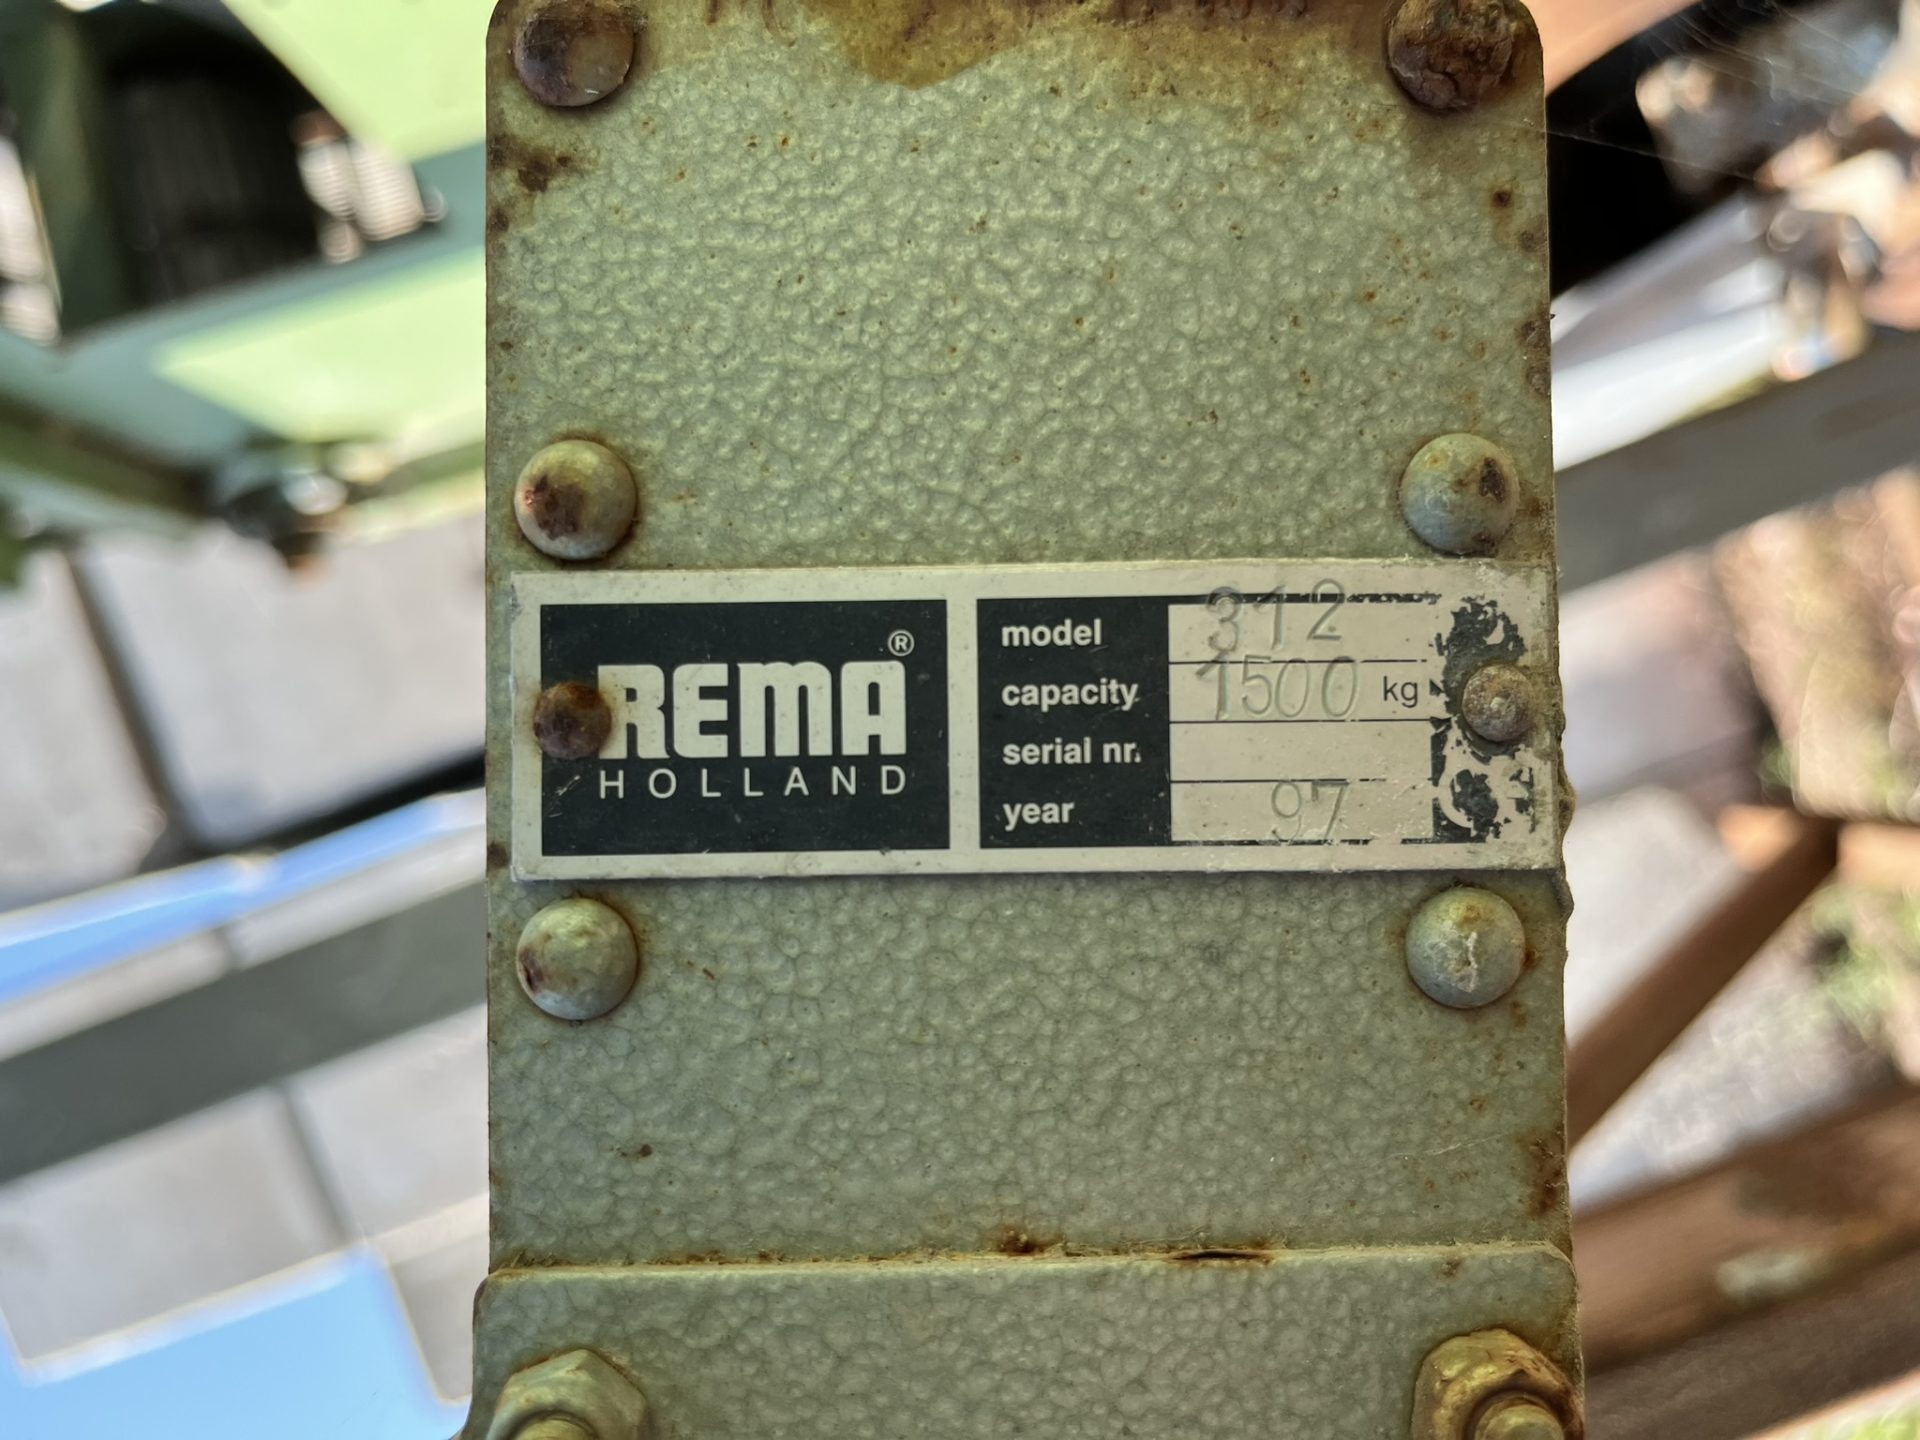 REMA®
HOLLAND
model 312
capacity 1500 kg
serial nr.
year 97